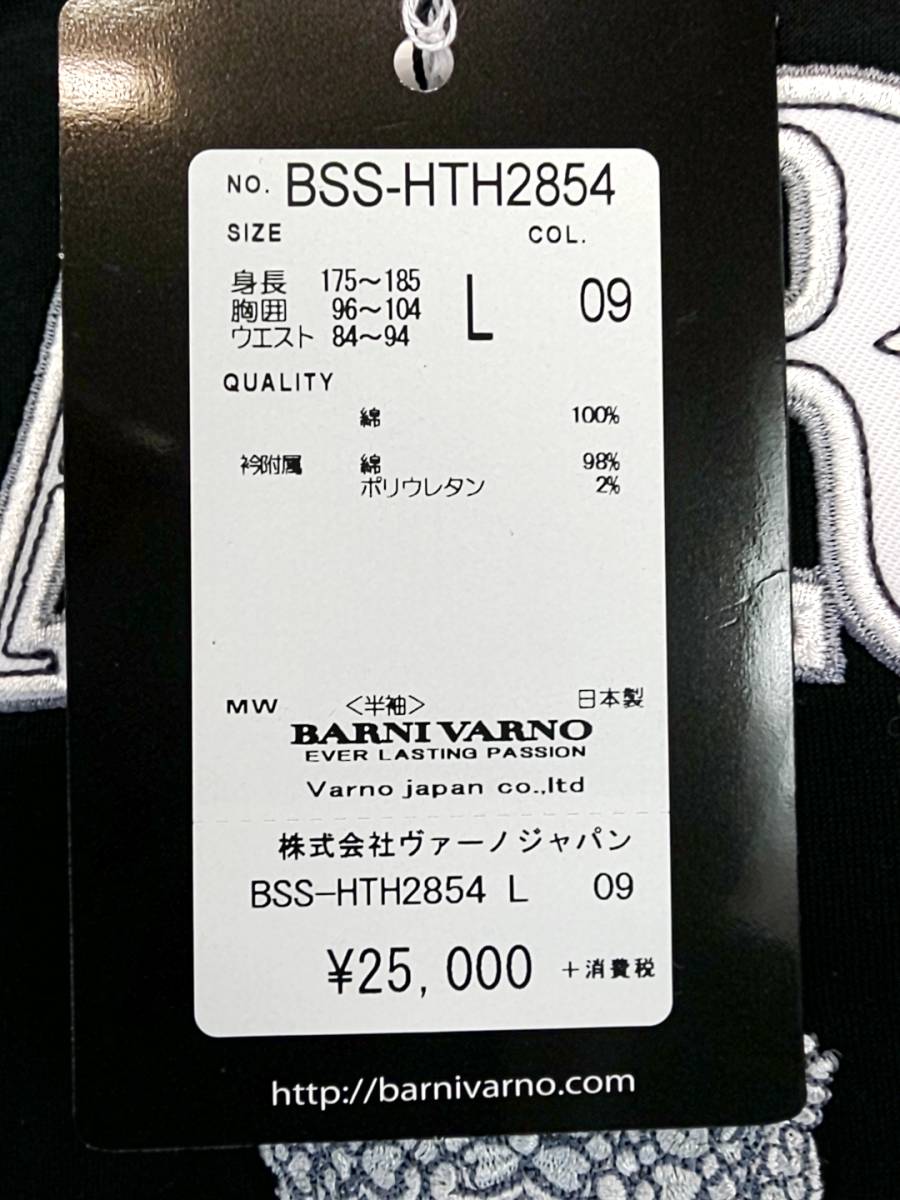 NO. BSS-HTH2854
SIZE COL.
身長 175～185 L 09
胸囲 96～104
ウエスト 84～94
QUALITY
綿 100%
衿附属 綿 98%
ポリウレタン 2%
MW <半袖> 日本製
BARNI VARNO
EVER LASTING PASSION
Varno japan co.,ltd
株式会社ヴァーノジャパン
BSS-HTH2854 L 09
¥25,000 +消費税
http://barnivarno.com